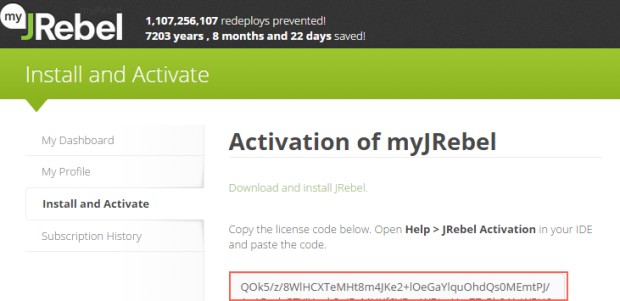 my
JRebel
1,107,256,107 redeploys prevented!
7203 years , 8 months and 22 days saved!
Install and Activate
My Dashboard
My Profile
Install and Activate
Subscription History
Activation of myJRebel
Download and install JRebel.
Copy the license code below. Open Help > JRebel Activation in your IDE
and paste the code.
QOk5/z/8WlHCXTeMHt8m4JKe2+lOeGaYlquOhdQs0MEmtPJ/